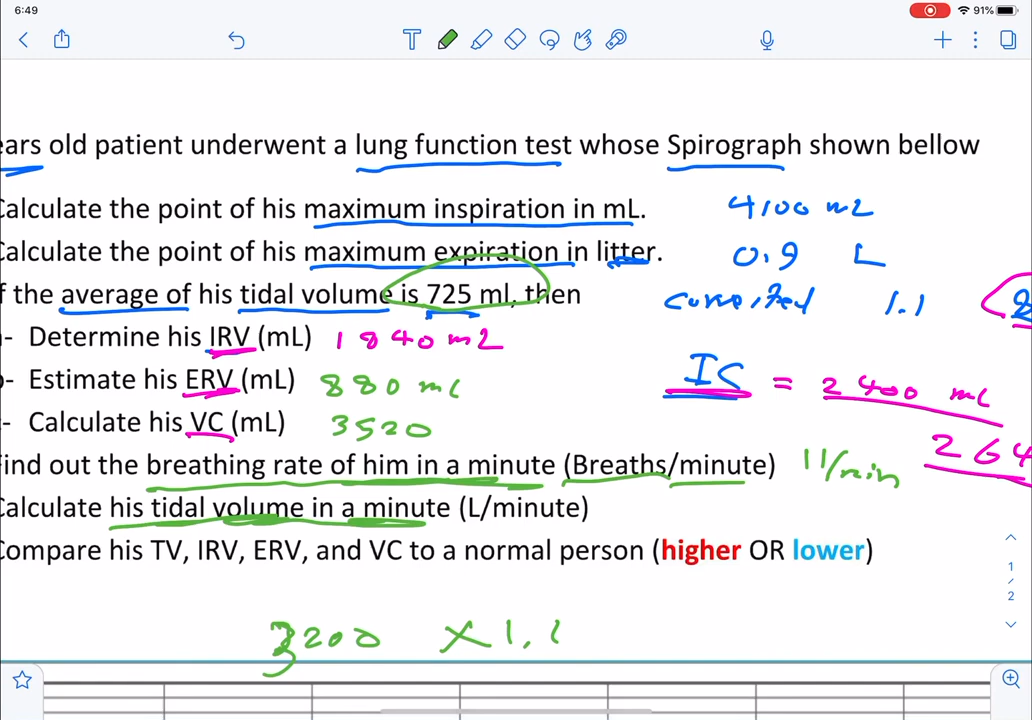 6:49
91%
ears old patient underwent a lung function test whose Spirograph shown bellow
Calculate the point of his maximum inspiration in mL. 4100 mL
Calculate the point of his maximum expiration in litter. 0.9 L
f the average of his tidal volume is 725 ml, then
1.1
- Determine his IRV (mL) 1840 mL
- Estimate his ERV (mL) 880 mL
IC = 2400 mL
- Calculate his VC (mL) 3520
264
Find out the breathing rate of him in a minute (Breaths/minute) 11/min
Calculate his tidal volume in a minute (L/minute)
Compare his TV, IRV, ERV, and VC to a normal person (higher OR lower)
1
/
2
3200 × 1.1